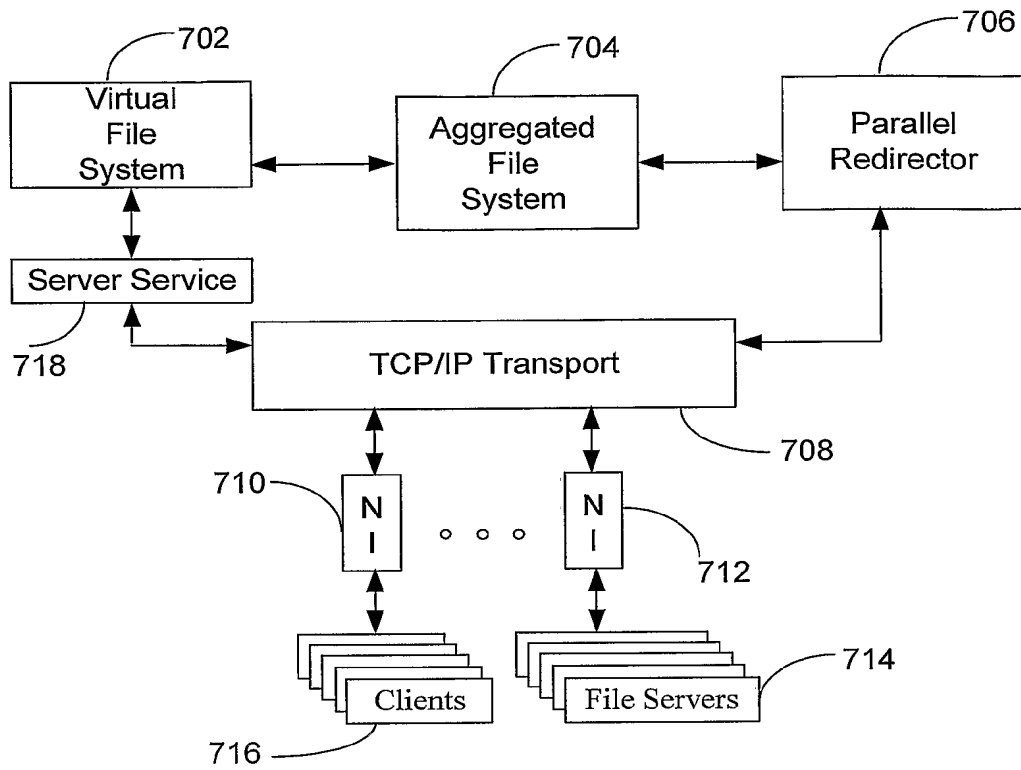 702
704
706
Virtual
File
System
Aggregated
File
System
Parallel
Redirector
Server Service
718
TCP/IP Transport
708
710
N
I
N
I
712
714
Clients
File Servers
716